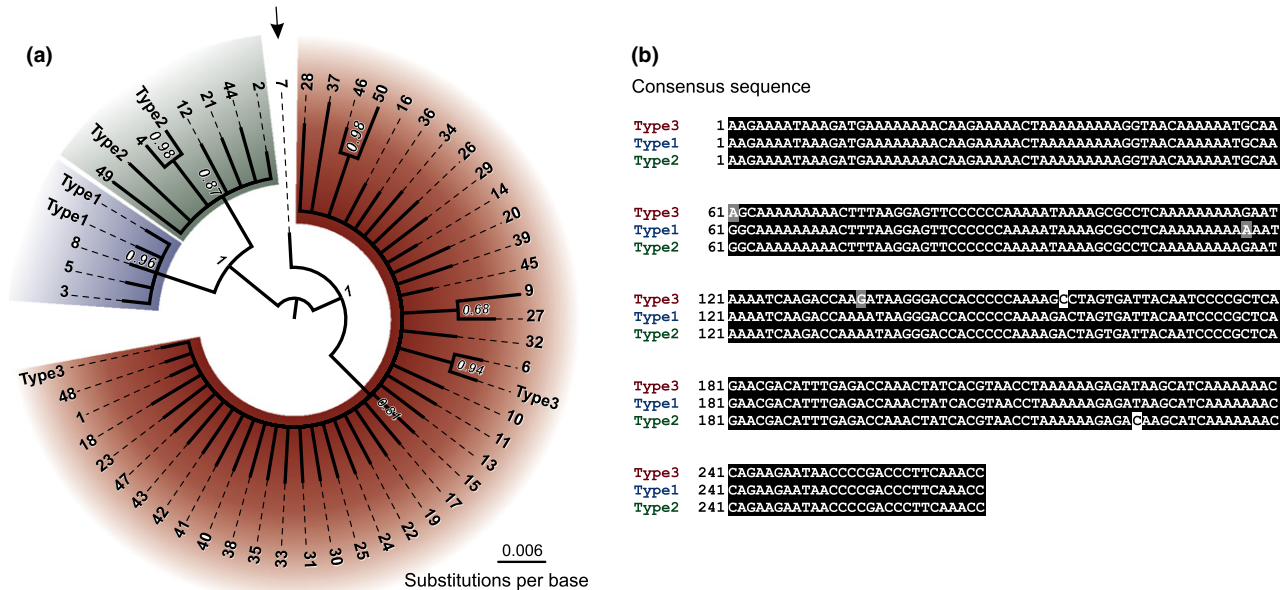 (a)
3
5
8
Type1
Type1
0.96
49
Type2
4
Type2
0.98
12
21
44
2
0.87
7
1
1
28
37
46
50
0.98
16
36
34
26
29
14
20
39
45
9
27
0.68
32
6
Type3
0.94
10
11
13
15
17
19
22
24
25
30
31
33
35
38
40
41
42
43
47
23
18
1
48
Type3
0.006
Substitutions per base
(b)
Consensus sequence
Type3 1 AAGAAAATAAAGATGAAAAAAAACAAGAAAAACTAAAAAAAAAGGTAACAAAAAATGCAA
Type1 1 AAGAAAATAAAGATGAAAAAAAACAAGAAAAACTAAAAAAAAAGGTAACAAAAAATGCAA
Type2 1 AAGAAAATAAAGATGAAAAAAAACAAGAAAAACTAAAAAAAAAGGTAACAAAAAATGCAA
Type3 61 AGCAAAAAAAAACTTTAAGGAGTTCCCCCCAAAAATAAAAGCGCCTCAAAAAAAAAGAAT
Type1 61 GGCAAAAAAAAACTTTAAGGAGTTCCCCCCAAAAATAAAAGCGCCTCAAAAAAAAAAAAT
Type2 61 GGCAAAAAAAAACTTTAAGGAGTTCCCCCCAAAAATAAAAGCGCCTCAAAAAAAAAGAAT
Type3 121 AAAATCAAGACCAAGATAAGGGACCACCCCCAAAAGCCTAGTGATTACAATCCCCGCTCA
Type1 121 AAAATCAAGACCAAAATAAGGGACCACCCCCAAAAGACTAGTGATTACAATCCCCGCTCA
Type2 121 AAAATCAAGACCAAAATAAGGGACCACCCCCAAAAGACTAGTGATTACAATCCCCGCTCA
Type3 181 GAACGACATTTGAGACCAAACTATCACGTAACCTAAAAAAGAGATAAGCATCAAAAAAAC
Type1 181 GAACGACATTTGAGACCAAACTATCACGTAACCTAAAAAAGAGATAAGCATCAAAAAAAC
Type2 181 GAACGACATTTGAGACCAAACTATCACGTAACCTAAAAAAGAGACAAGCATCAAAAAAAC
Type3 241 CAGAAGAATAACCCCGACCCTTCAAACC
Type1 241 CAGAAGAATAACCCCGACCCTTCAAACC
Type2 241 CAGAAGAATAACCCCGACCCTTCAAACC